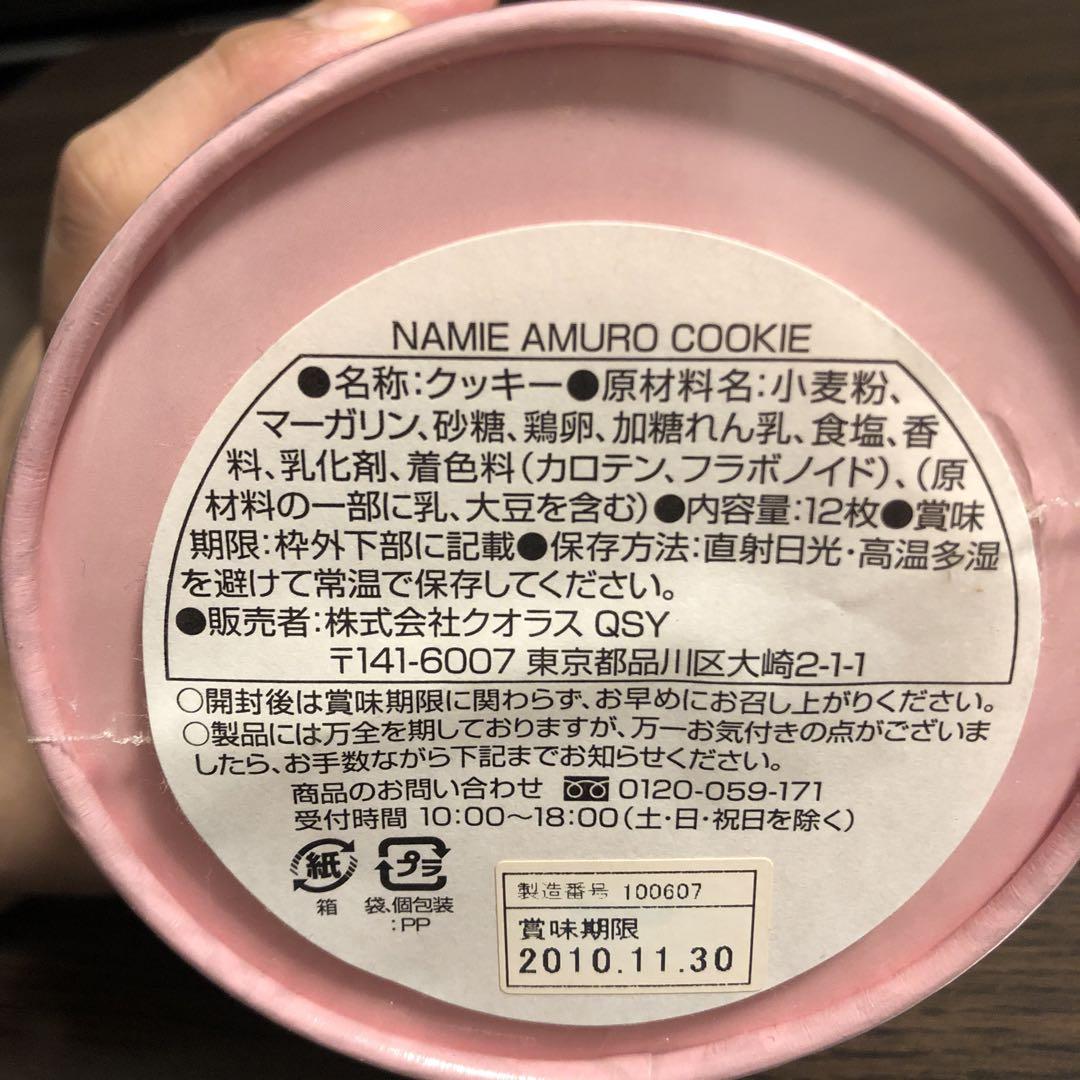 NAMIE AMURO COOKIE
●名称:クッキー●原材料名:小麦粉、
マーガリン、砂糖、鶏卵、加糖れん乳、食塩、香
料、乳化剤、着色料(カロテン、フラボノイド)、(原
材料の一部に乳、大豆を含む)●内容量:12枚●賞味
期限:枠外下部に記載●保存方法:直射日光・高温多湿
を避けて常温で保存してください。
●販売者:株式会社クオラス QSY
〒141-6007 東京都品川区大崎2-1-1
○開封後は賞味期限に関わらず、お早めにお召し上がりください。
○製品には万全を期しておりますが、万一お気付きの点がございま
したら、お手数ながら下記までお知らせください。
商品のお問い合わせ 0120-059-171
受付時間 10:00〜18:00(土・日・祝日を除く)
紙 プラ
箱 袋、個包装
:PP
製造番号 100607
賞味期限
2010.11.30